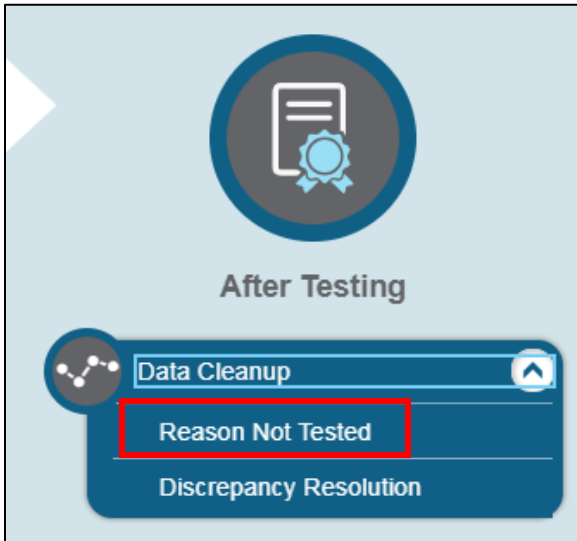 After Testing
Data Cleanup
Reason Not Tested
Discrepancy Resolution